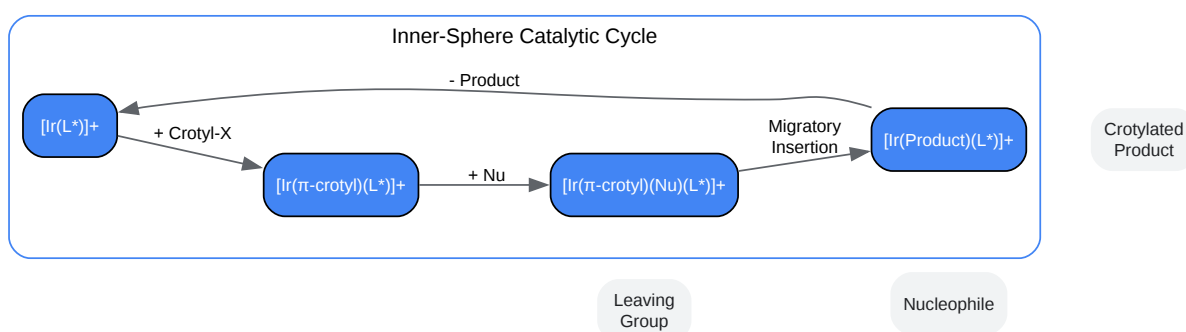 Inner-Sphere Catalytic Cycle
- Product
[Ir(L*)]+
+ Crotyl-X
Migratory
Insertion
[Ir(Product)(L*)]+
Crotylated
Product
[Ir(π-crotyl)(L*)]+
+ Nu
[Ir(π-crotyl)(Nu)(L*)]+
Leaving
Group
Nucleophile